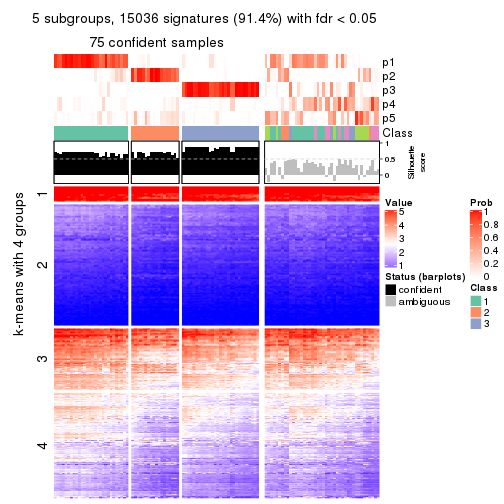 5 subgroups, 15036 signatures (91.4%) with fdr < 0.05
75 confident samples
p1
p2
p3
p4
p5
Class
1
0.5
0
Silhouette
score
k-means with 4 groups
1
2
3
4
Value
5
4
3
2
1
Status (barplots)
confident
ambiguous
Prob
1
0.8
0.6
0.4
0.2
0
Class
1
2
3